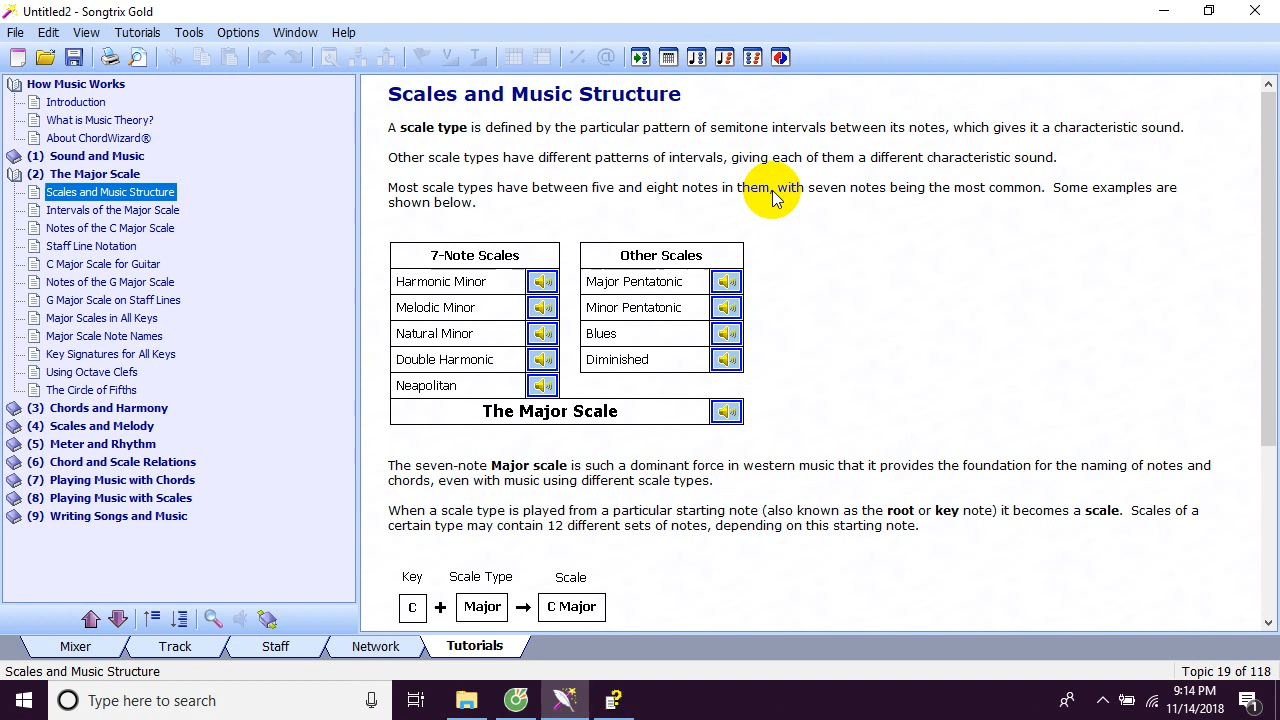 Untitled2 - Songtrix Gold
File Edit View Tutorials Tools Options Window Help
How Music Works
Introduction
What is Music Theory?
About ChordWizard®
(1) Sound and Music
(2) The Major Scale
Scales and Music Structure
Intervals of the Major Scale
Notes of the C Major Scale
Staff Line Notation
C Major Scale for Guitar
Notes of the G Major Scale
G Major Scale on Staff Lines
Major Scales in All Keys
Major Scale Note Names
Key Signatures for All Keys
Using Octave Clefs
The Circle of Fifths
(3) Chords and Harmony
(4) Scales and Melody
(5) Meter and Rhythm
(6) Chord and Scale Relations
(7) Playing Music with Chords
(8) Playing Music with Scales
(9) Writing Songs and Music
Scales and Music Structure
A scale type is defined by the particular pattern of semitone intervals between its notes, which gives it a characteristic sound.
Other scale types have different patterns of intervals, giving each of them a different characteristic sound.
Most scale types have between five and eight notes in them, with seven notes being the most common. Some examples are
shown below.
7-Note Scales Other Scales
Harmonic Minor Major Pentatonic
Melodic Minor Minor Pentatonic
Natural Minor Blues
Double Harmonic Diminished
Neapolitan
The Major Scale
The seven-note Major scale is such a dominant force in western music that it provides the foundation for the naming of notes and
chords, even with music using different scale types.
When a scale type is played from a particular starting note (also known as the root or key note) it becomes a scale. Scales of a
certain type may contain 12 different sets of notes, depending on this starting note.
Key Scale Type Scale
C + Major → C Major
Mixer Track Staff Network Tutorials
Scales and Music Structure Topic 19 of 118
Type here to search
9:14 PM
11/14/2018
1